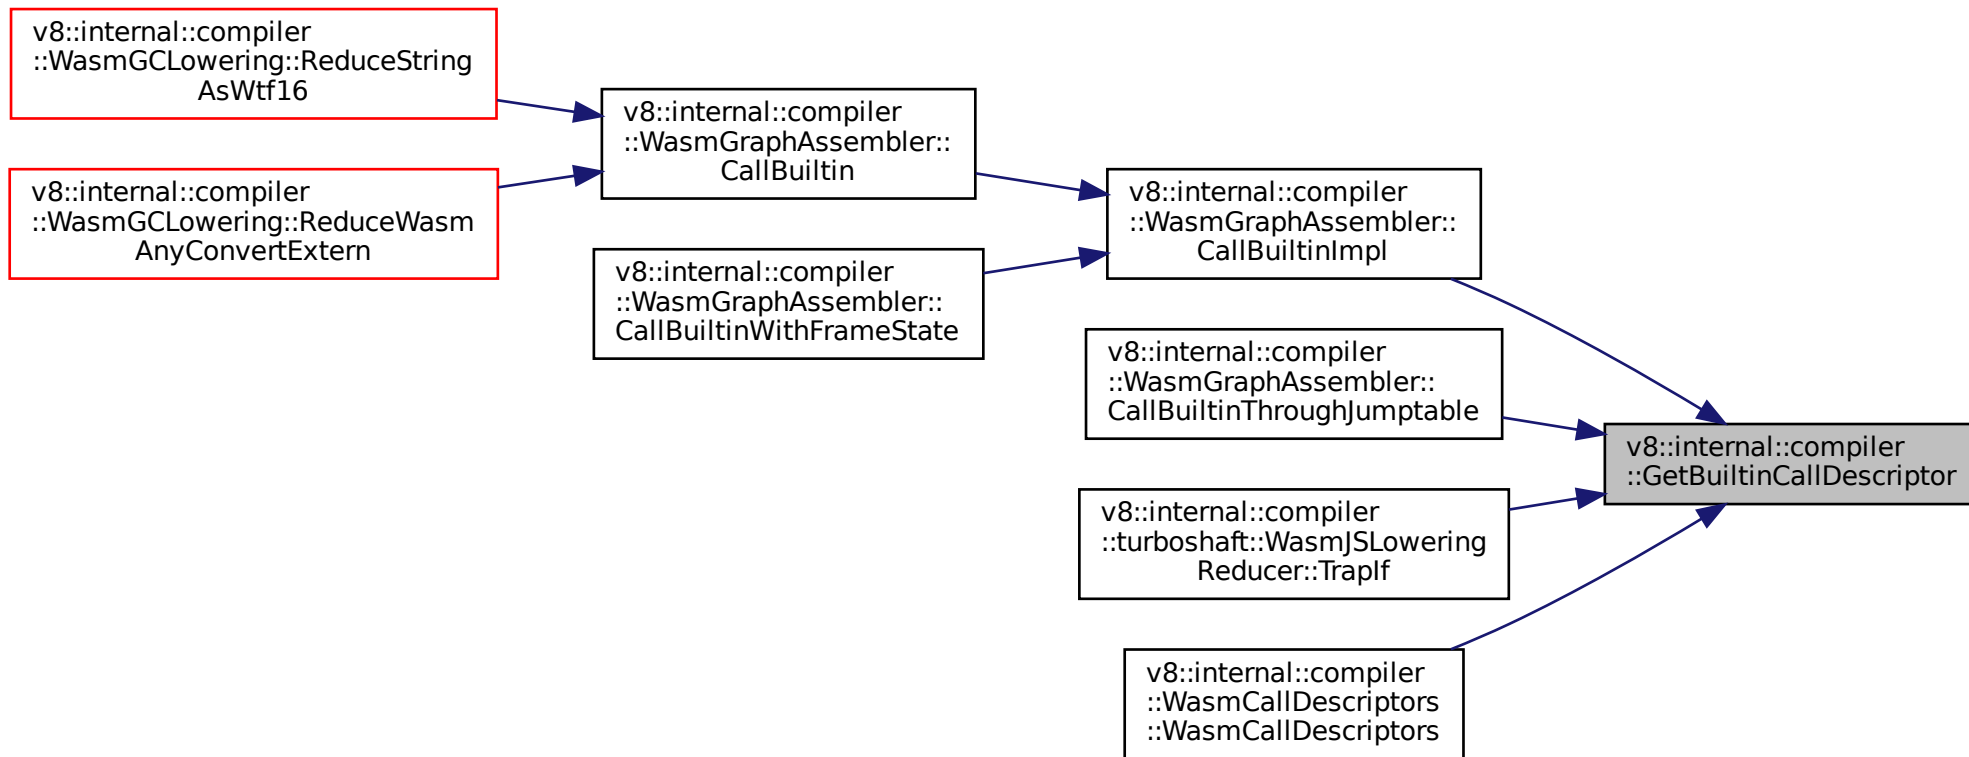 v8::internal::compiler
::WasmGCLowering::ReduceString
AsWtf16
v8::internal::compiler
::WasmGCLowering::ReduceWasm
AnyConvertExtern
v8::internal::compiler
::WasmGraphAssembler::
CallBuiltin
v8::internal::compiler
::WasmGraphAssembler::
CallBuiltinWithFrameState
v8::internal::compiler
::WasmGraphAssembler::
CallBuiltinImpl
v8::internal::compiler
::WasmGraphAssembler::
CallBuiltinThroughJumptable
v8::internal::compiler
::turboshaft::WasmJSLowering
Reducer::TrapIf
v8::internal::compiler
::WasmCallDescriptors
::WasmCallDescriptors
v8::internal::compiler
::GetBuiltinCallDescriptor